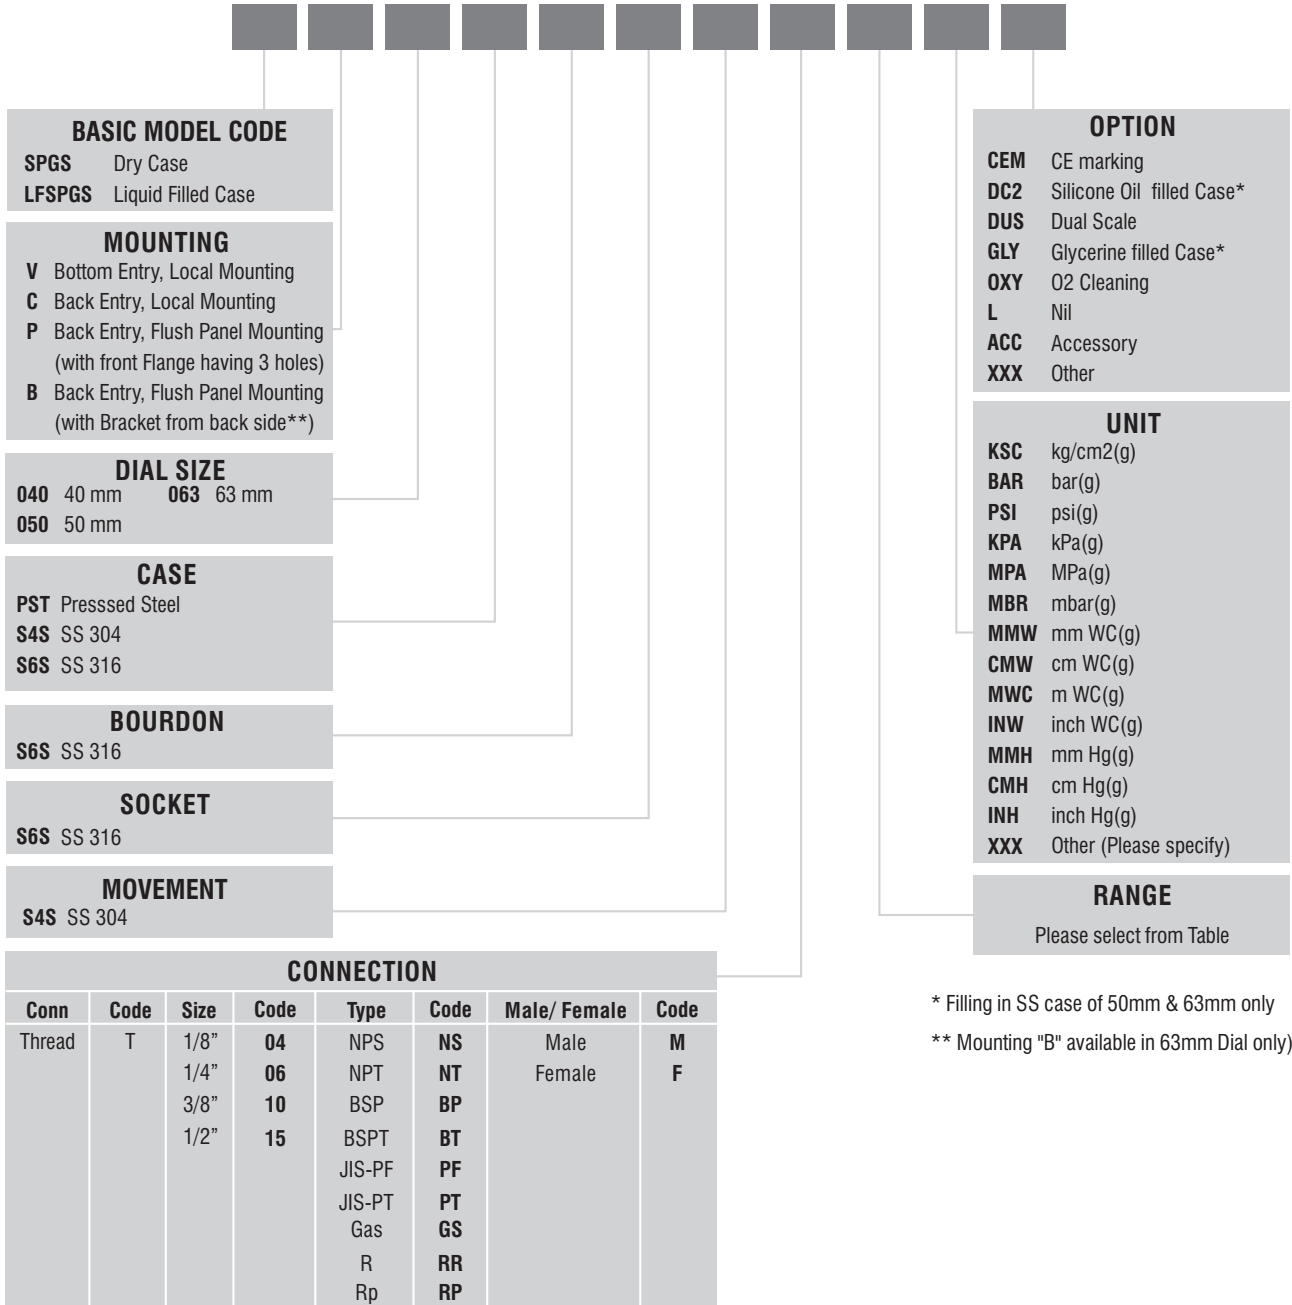 BASIC MODEL CODE
SPGS Dry Case
LFSPGS Liquid Filled Case
MOUNTING
V Bottom Entry, Local Mounting
C Back Entry, Local Mounting
P Back Entry, Flush Panel Mounting
(with front Flange having 3 holes)
B Back Entry, Flush Panel Mounting
(with Bracket from back side**)
DIAL SIZE
040 40 mm 063 63 mm
050 50 mm
CASE
PST Presssed Steel
S4S SS 304
S6S SS 316
BOURDON
S6S SS 316
SOCKET
S6S SS 316
MOVEMENT
S4S SS 304
CONNECTION
Conn Code Size Code Type Code Male/ Female Code
Thread T 1/8” 04 NPS NS Male M
1/4” 06 NPT NT Female F
3/8” 10 BSP BP
1/2” 15 BSPT BT
JIS-PF PF
JIS-PT PT
Gas GS
R RR
Rp RP
OPTION
CEM CE marking
DC2 Silicone Oil filled Case*
DUS Dual Scale
GLY Glycerine filled Case*
OXY O2 Cleaning
L Nil
ACC Accessory
XXX Other
UNIT
KSC kg/cm2(g)
BAR bar(g)
PSI psi(g)
KPA kPa(g)
MPA MPa(g)
MBR mbar(g)
MMW mm WC(g)
CMW cm WC(g)
MWC m WC(g)
INW inch WC(g)
MMH mm Hg(g)
CMH cm Hg(g)
INH inch Hg(g)
XXX Other (Please specify)
RANGE
Please select from Table
* Filling in SS case of 50mm & 63mm only
** Mounting "B" available in 63mm Dial only)